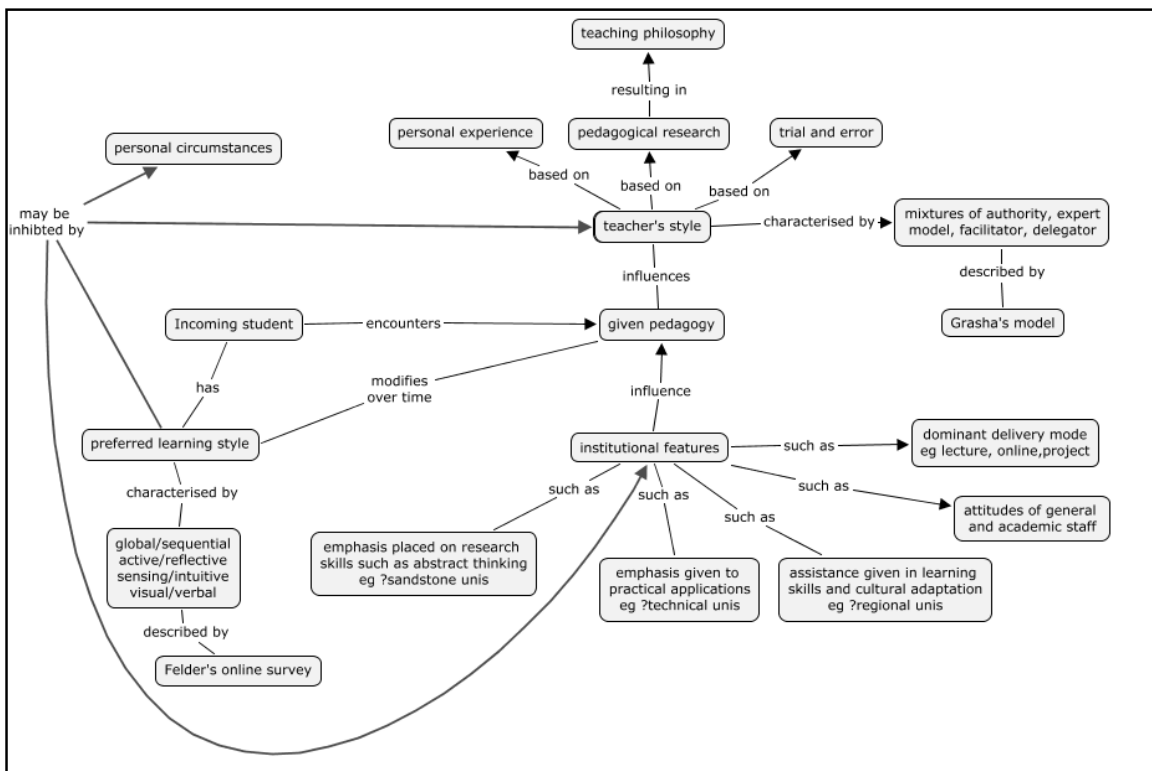 teaching philosophy
resulting in
personal experience
pedagogical research
trial and error
personal circumstances
based on
based on
based on
may be
inhibted by
teacher's style
characterised by
mixtures of authority, expert
model, facilitator, delegator
influences
described by
Incoming student
encounters
given pedagogy
Grasha's model
has
modifies
over time
influence
preferred learning style
institutional features
such as
dominant delivery mode
eg lecture, online,project
characterised by
such as
such as
such as
such as
attitudes of general
and academic staff
global/sequential
active/reflective
sensing/intuitive
visual/verbal
emphasis placed on research
skills such as abstract thinking
eg ?sandstone unis
emphasis given to
practical applications
eg ?technical unis
assistance given in learning
skills and cultural adaptation
eg ?regional unis
described by
Felder's online survey